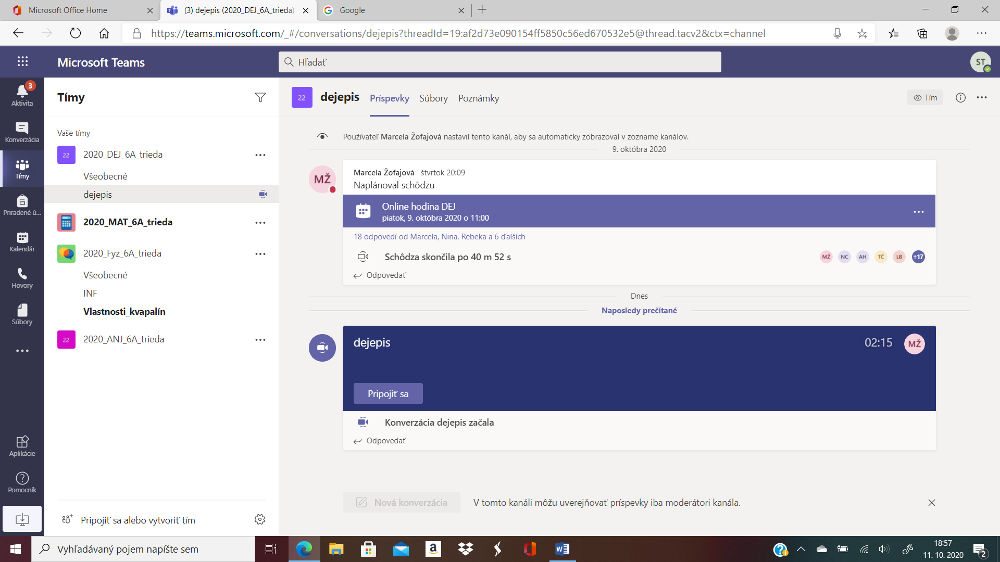 Microsoft Office Home
(3) dejepis (2020_DEJ_6A_trieda)
Google
https://teams.microsoft.com/_#/conversations/dejepis?threadId=19:af2d73e090154ff5850c56ed670532e5@thread.tacv2&ctx=channel
Microsoft Teams
Hľadať
ST
3
Aktivita
Konverzácia
Tímy
Priradené ú...
Kalendár
Hovory
Súbory
Aplikácie
Pomocník
Tímy
Vaše tímy
22
2020_DEJ_6A_trieda
Všeobecné
dejepis
2020_MAT_6A_trieda
2020_Fyz_6A_trieda
Všeobecné
INF
Vlastnosti_kvapalín
22
2020_ANJ_6A_trieda
Pripojiť sa alebo vytvoriť tím
22
dejepis
Príspevky
Súbory
Poznámky
Tím
Používateľ Marcela Žofajová nastavil tento kanál, aby sa automaticky zobrazoval v zozname kanálov.
9. októbra 2020
MŽ
Marcela Žofajová štvrtok 20:09
Naplánoval schôdzu
Online hodina DEJ
piatok, 9. októbra 2020 o 11:00
18 odpovedí od Marcela, Nina, Rebeka a 6 ďalších
Schôdza skončila po 40 m 52 s
MŽ NC AH TČ LB +17
Odpovedať
Dnes
Naposledy prečítané
dejepis
02:15
MŽ
Pripojiť sa
Konverzácia dejepis začala
Odpovedať
Nová konverzácia
V tomto kanáli môžu uverejňovať príspevky iba moderátori kanála.
Vyhľadávaný pojem napíšte sem
18:57
11. 10. 2020
2